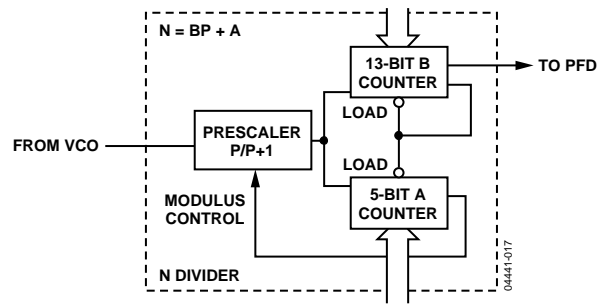 N = BP + A
13-BIT B
COUNTER
TO PFD
LOAD
PRESCALER
P/P+1
FROM VCO
LOAD
MODULUS
CONTROL
5-BIT A
COUNTER
N DIVIDER
04441-017